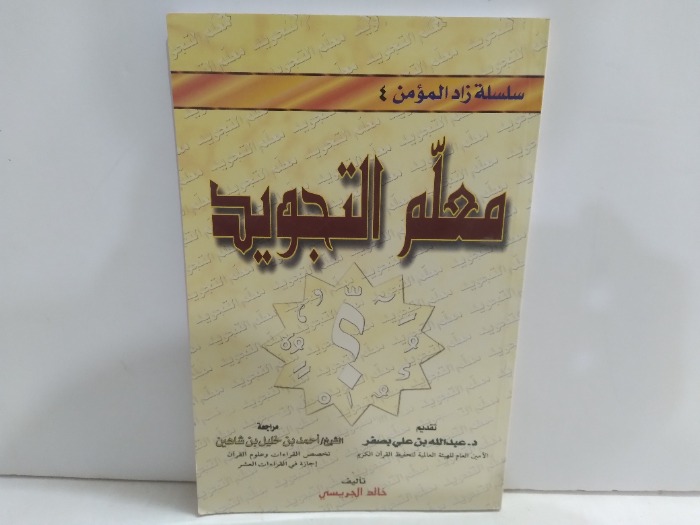 سلسلة زاد المؤمن ٤
معلّم التجويد
تقديم
د. عبدالله بن علي بصفر
الأمين العام للهيئة العالمية لتحفيظ القرآن الكريم
مراجعة
الشيخ/أحمد بن خليل بن شاهين
تخصص القراءات وعلوم القرآن
إجازة في القراءات العشر
تأليف
خالد الجريسي